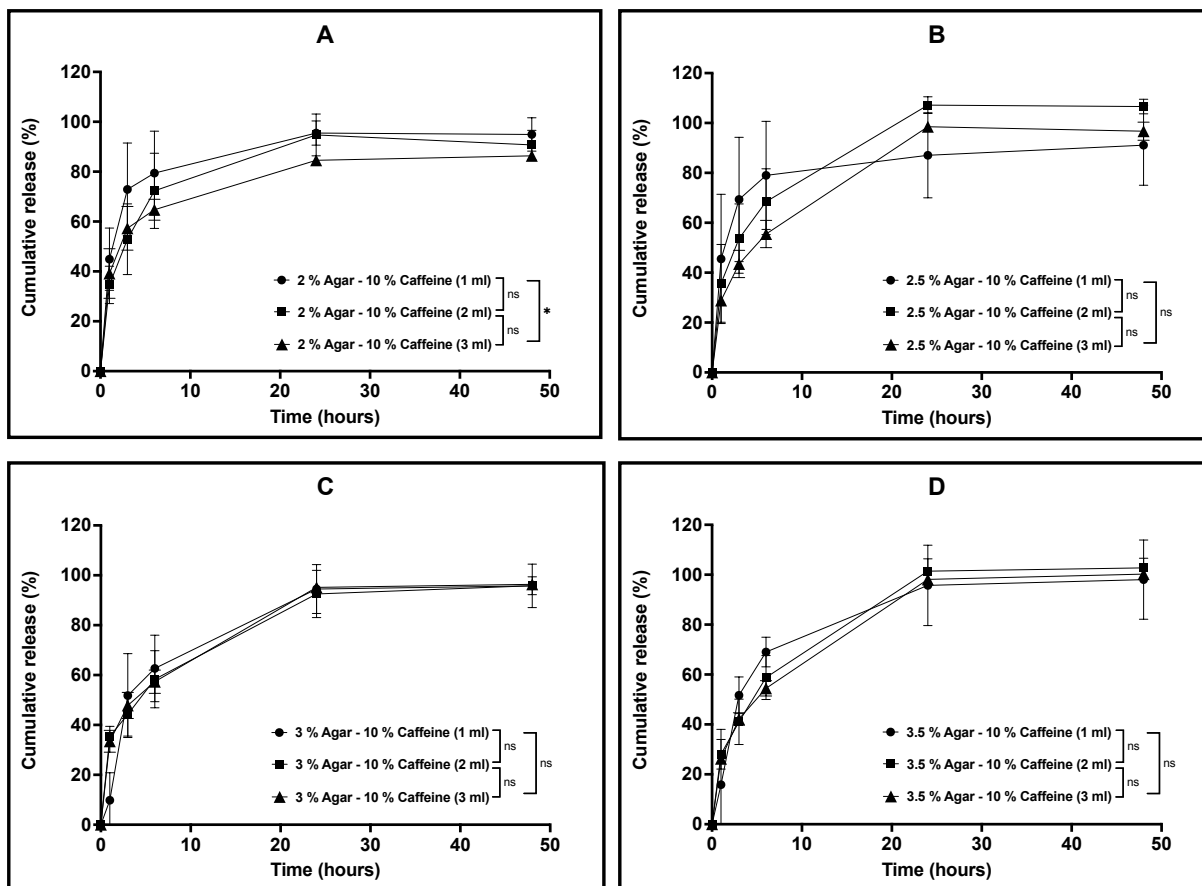 A
Cumulative release (%)
120
100
80
60
40
20
0
2 % Agar - 10 % Caffeine (1 ml)
2 % Agar - 10 % Caffeine (2 ml)
2 % Agar - 10 % Caffeine (3 ml)
ns
ns
*
0 10 20 30 40 50
Time (hours)
B
Cumulative release (%)
120
100
80
60
40
20
0
2.5 % Agar - 10 % Caffeine (1 ml)
2.5 % Agar - 10 % Caffeine (2 ml)
2.5 % Agar - 10 % Caffeine (3 ml)
ns
ns
ns
0 10 20 30 40 50
Time (hours)
C
Cumulative release (%)
120
100
80
60
40
20
0
3 % Agar - 10 % Caffeine (1 ml)
3 % Agar - 10 % Caffeine (2 ml)
3 % Agar - 10 % Caffeine (3 ml)
ns
ns
ns
0 10 20 30 40 50
Time (hours)
D
Cumulative release (%)
120
100
80
60
40
20
0
3.5 % Agar - 10 % Caffeine (1 ml)
3.5 % Agar - 10 % Caffeine (2 ml)
3.5 % Agar - 10 % Caffeine (3 ml)
ns
ns
ns
0 10 20 30 40 50
Time (hours)